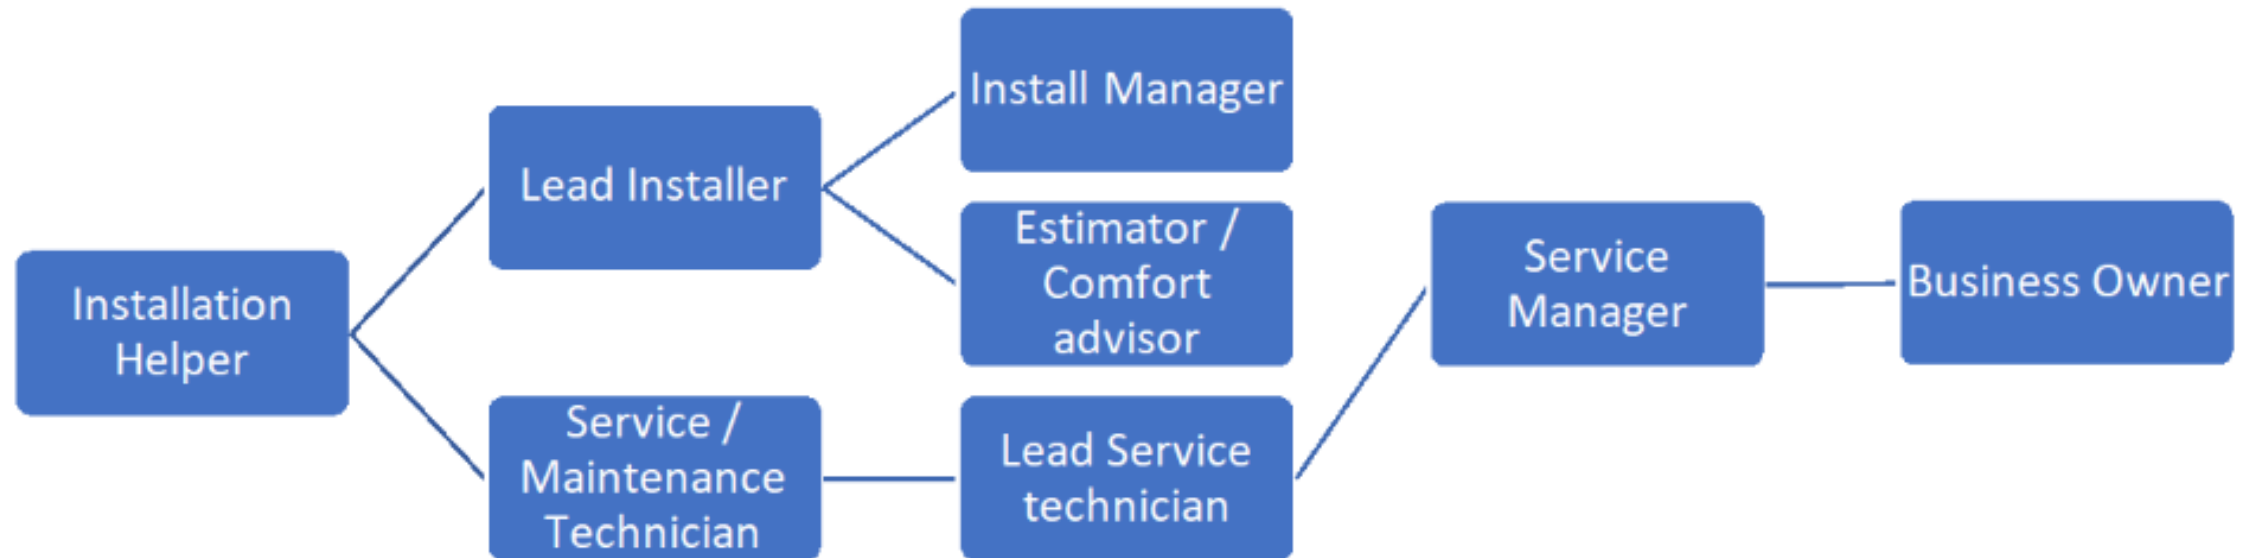 Installation
Helper
Lead Installer
Service /
Maintenance
Technician
Install Manager
Estimator /
Comfort
advisor
Lead Service
technician
Service
Manager
Business Owner